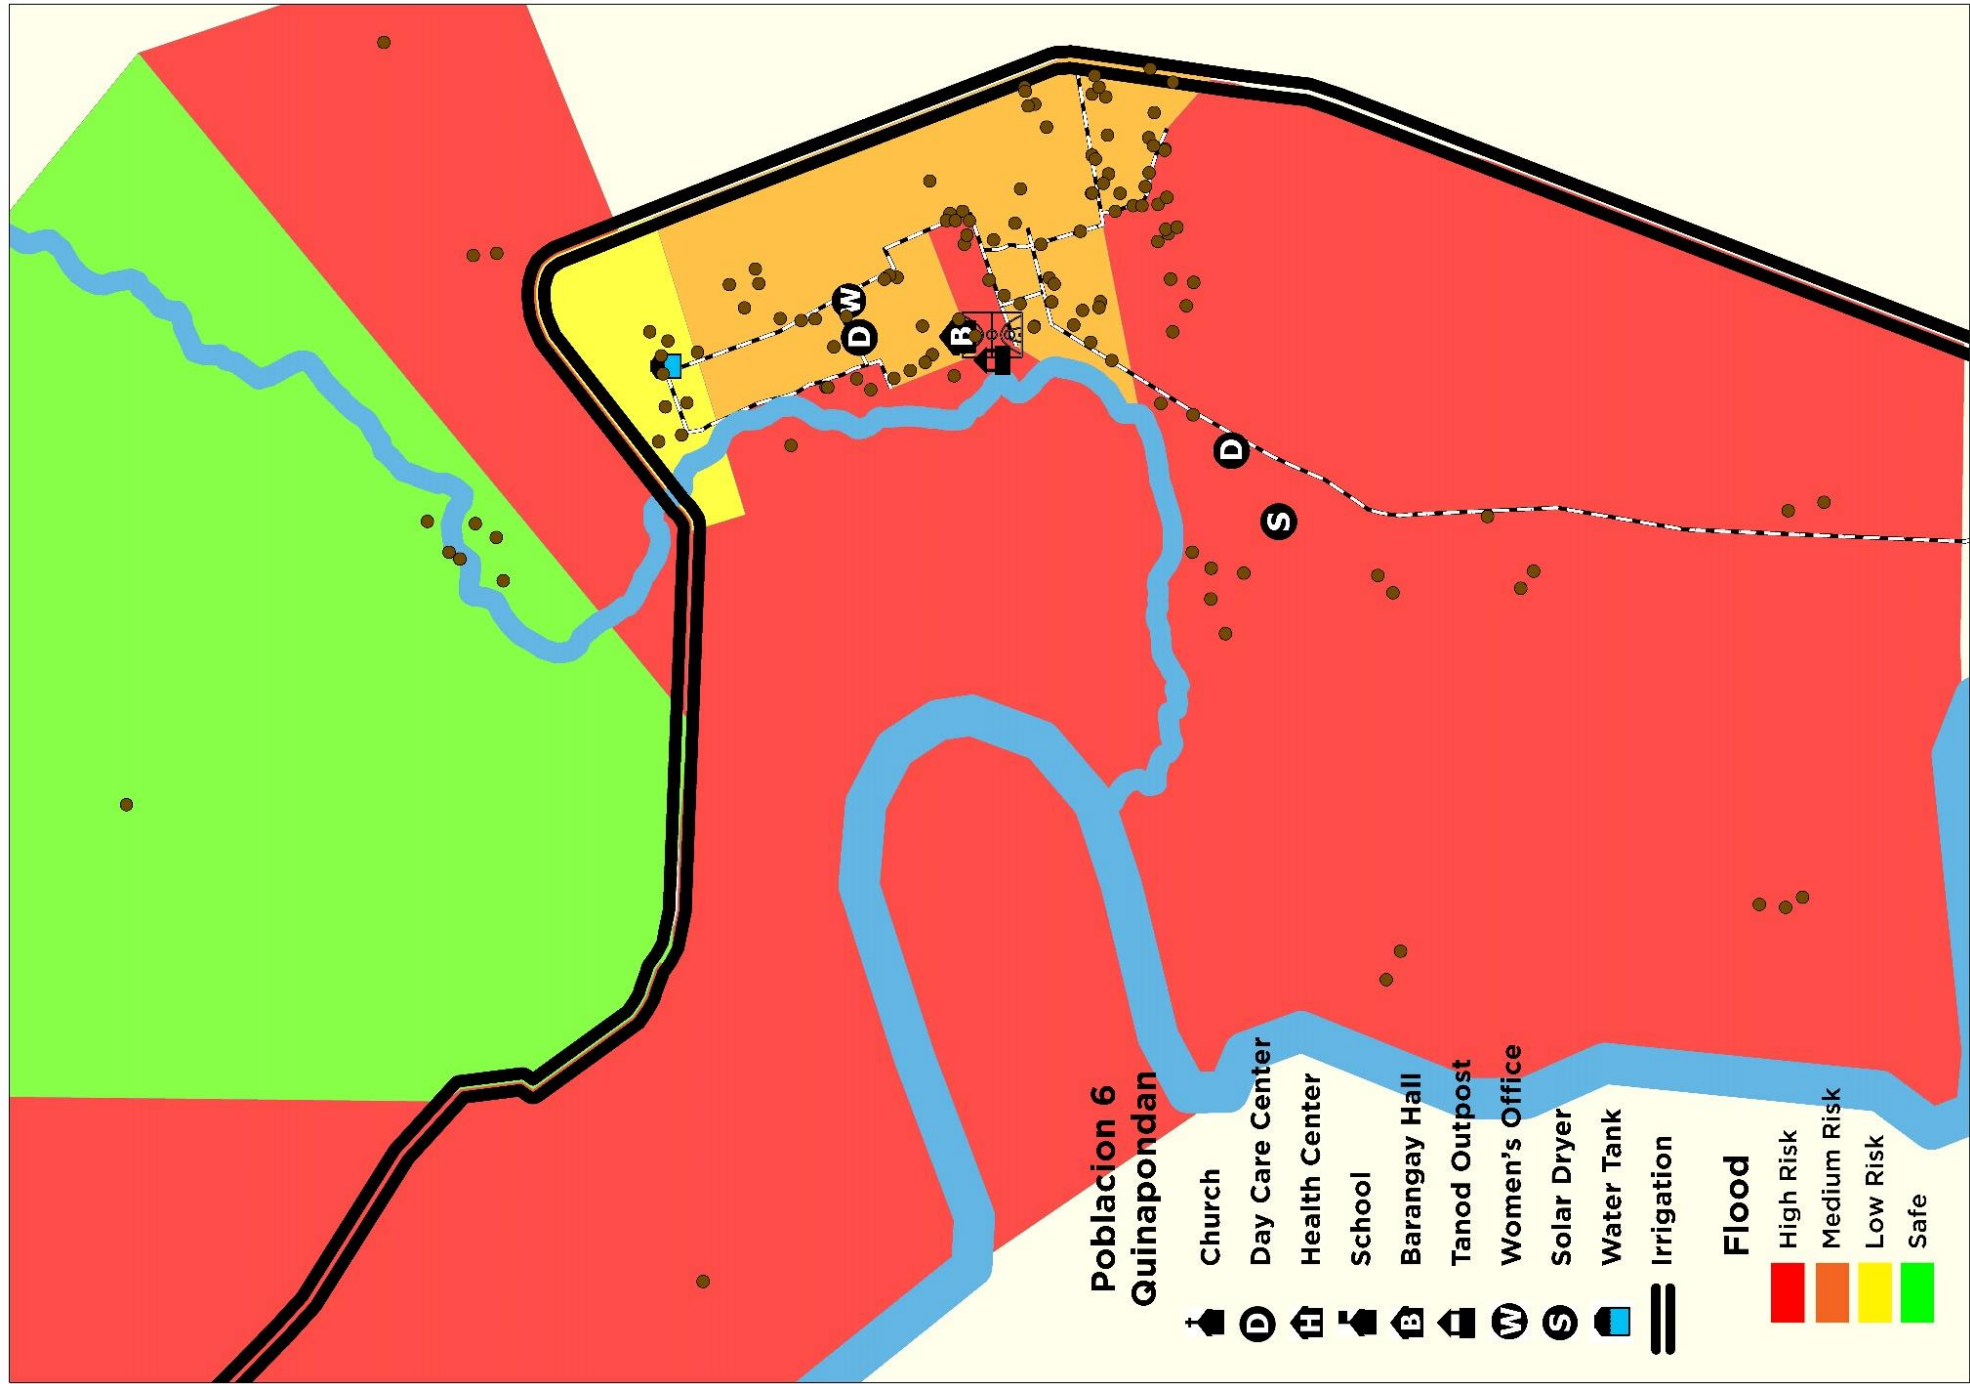 Poblacion 6
Quinapondan
Church
D Day Care Center
H Health Center
School
B Barangay Hall
Tanod Outpost
W Women's Office
S Solar Dryer
Water Tank
Irrigation
Flood
High Risk
Medium Risk
Low Risk
Safe
W
D
B
D
S